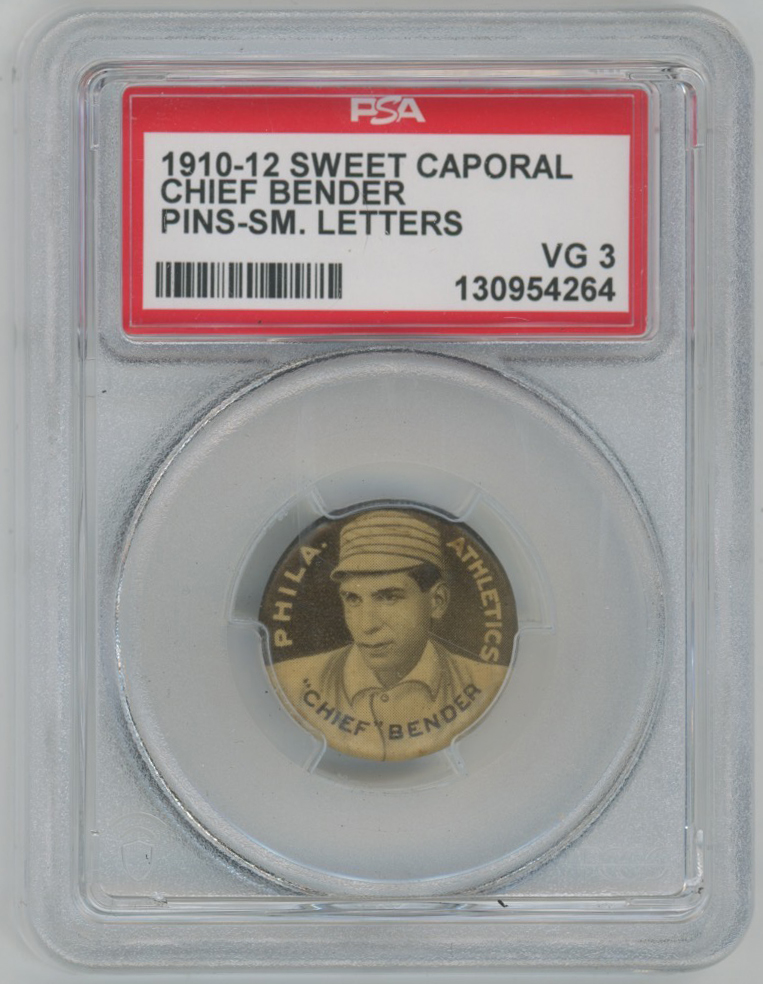 PSA
1910-12 SWEET CAPORAL
CHIEF BENDER
PINS-SM. LETTERS
VG 3
130954264
PHILA.
ATHLETICS
"CHIEF" BENDER